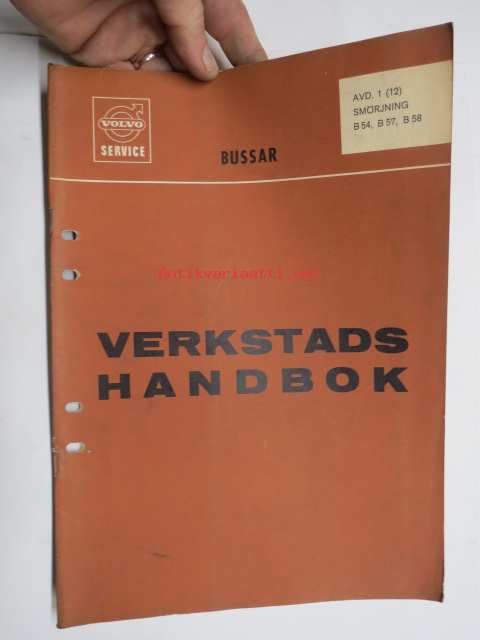 VOLVO
SERVICE
BUSSAR
AVD. 1 (12)
SMÖRJNING
B 54, B 57, B 58
Antikvariaatti.net
VERKSTADS
HANDBOK